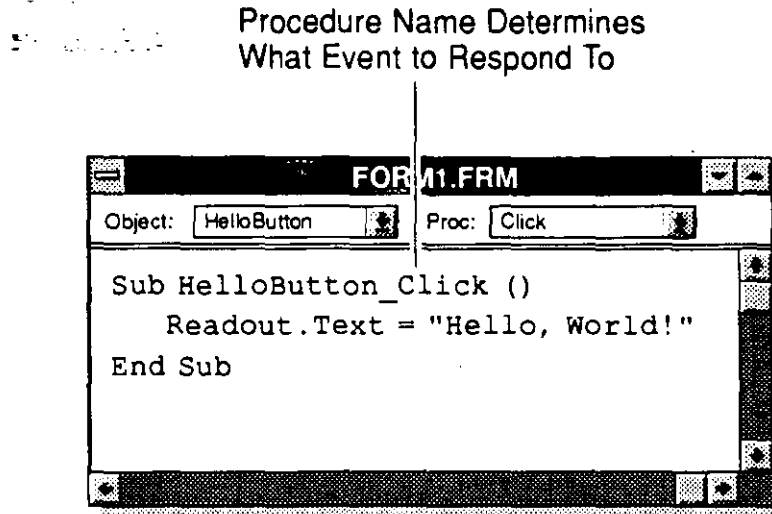 Procedure Name Determines
What Event to Respond To
FORM1.FRM
Object: HelloButton Proc: Click
Sub HelloButton_Click ()
Readout.Text = "Hello, World!"
End Sub